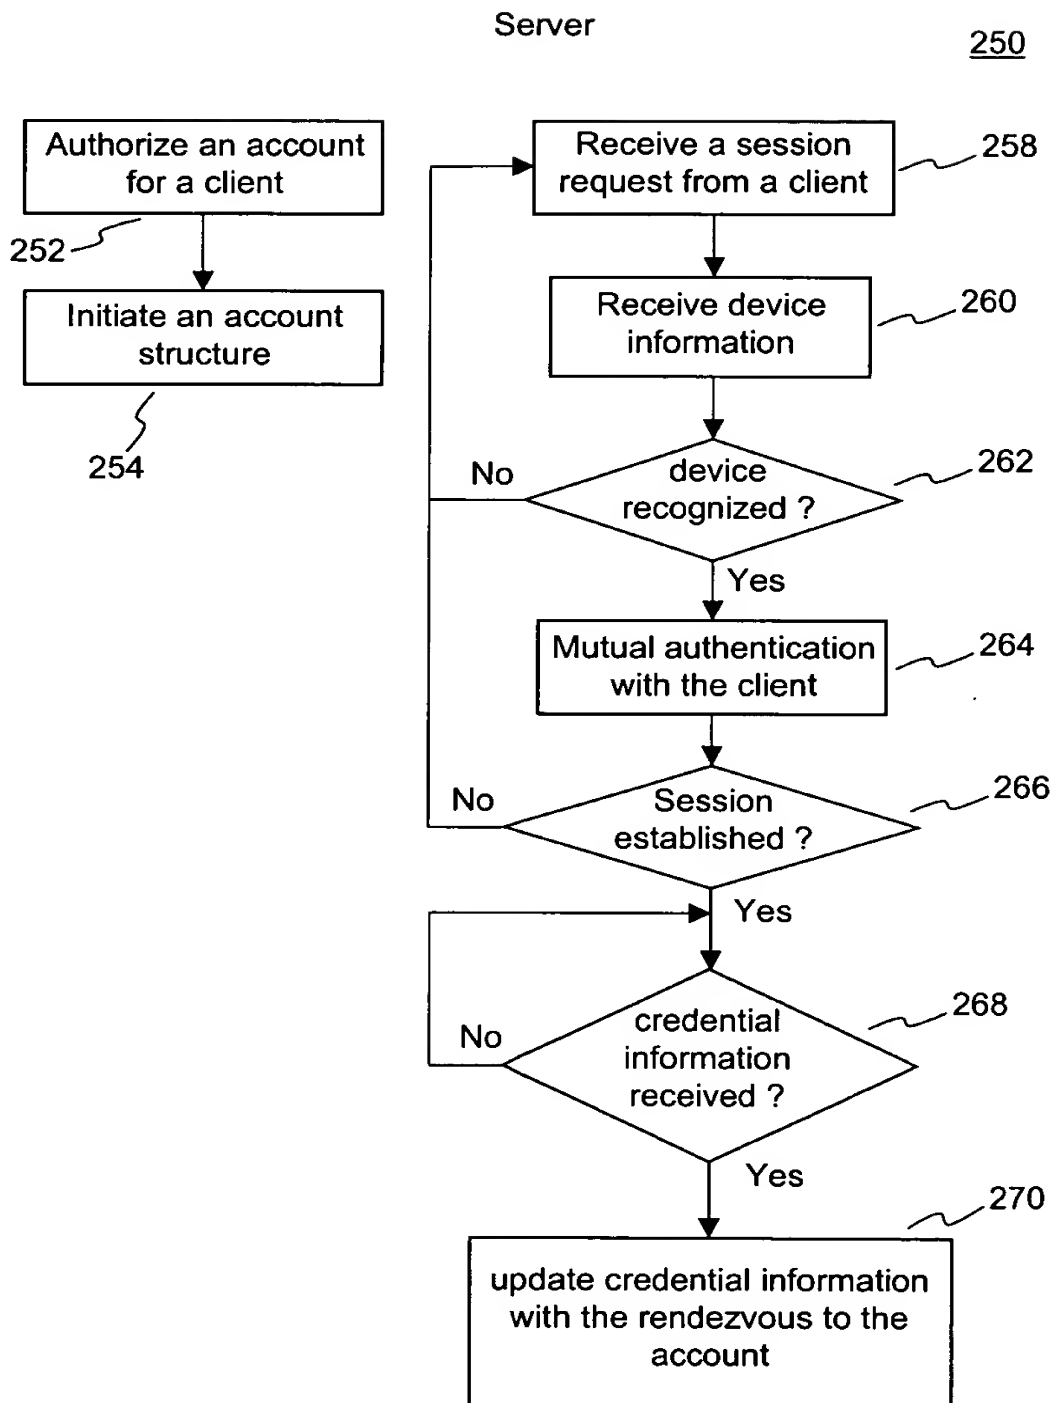 Server
250
Authorize an account
for a client
252
Initiate an account
structure
254
Receive a session
request from a client
258
Receive device
information
260
device
recognized ?
262
No
Yes
Mutual authentication
with the client
264
Session
established ?
266
No
Yes
credential
information
received ?
268
No
Yes
270
update credential information
with the rendezvous to the
account